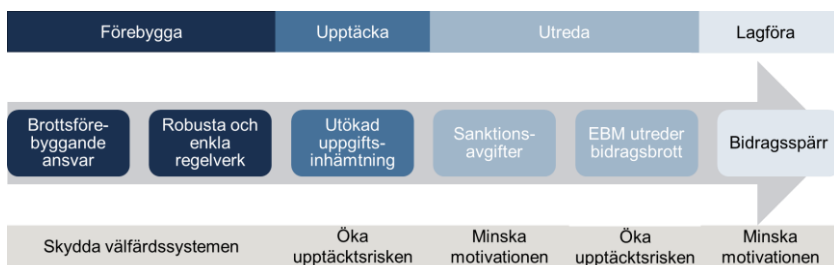 Förebygga
Upptäcka
Utreda
Lagföra
Brottsföre-
byggande
ansvar
Robusta och
enkla
regelverk
Utökad
uppgifts-
inhämtning
Sanktions-
avgifter
EBM utreder
bidragsbrott
Bidragsspärr
Skydda välfärdssystemen
Öka
upptäcktsrisken
Minska
motivationen
Öka
upptäcktsrisken
Minska
motivationen